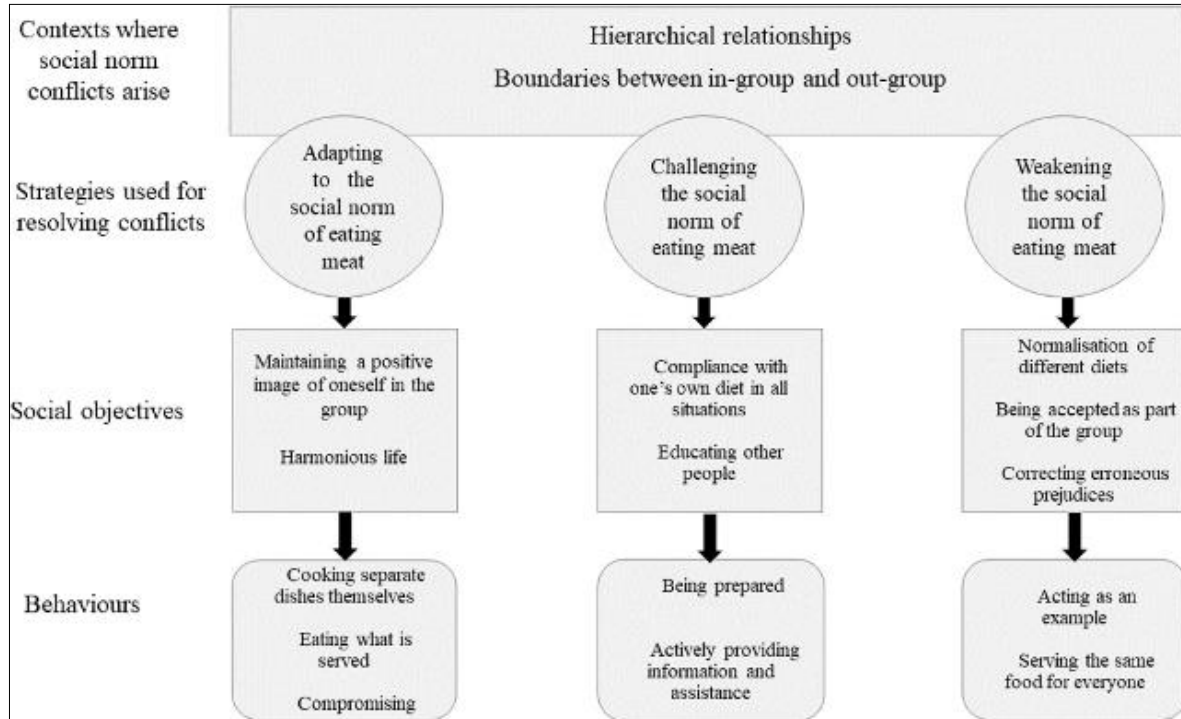 Contexts where
social norm
conflicts arise
Hierarchical relationships
Boundaries between in-group and out-group
Strategies used for
resolving conflicts
Adapting
to the
social norm
of eating
meat
Challenging
the social
norm of
eating meat
Weakening
the social
norm of
eating meat
Social objectives
Maintaining a positive
image of oneself in the
group
Harmonious life
Compliance with
one's own diet in all
situations
Educating other
people
Normalisation of
different diets
Being accepted as part
of the group
Correcting erroneous
prejudices
Behaviours
Cooking separate
dishes themselves
Eating what is
served
Compromising
Being prepared
Actively providing
information and
assistance
Acting as an
example
Serving the same
food for everyone